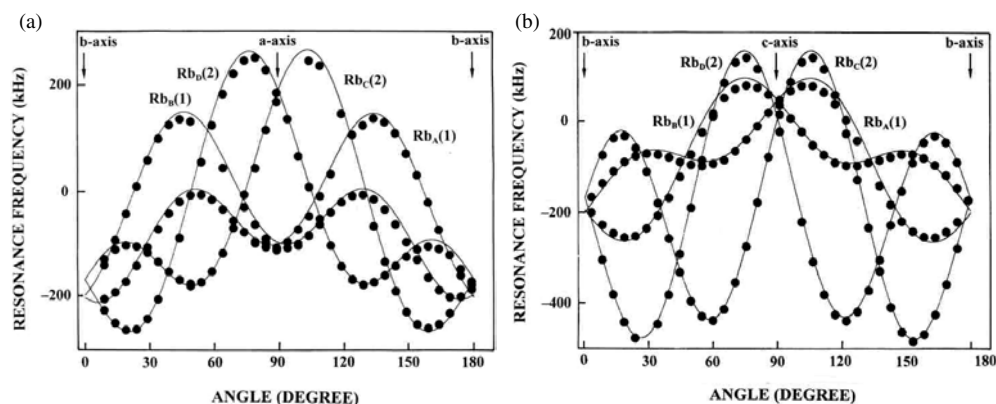 (a)
b-axis
a-axis
b-axis
Rb_D(2)
Rb_C(2)
Rb_B(1)
Rb_A(1)
200
0
−200
RESONANCE FREQUENCY (kHz)
0 30 60 90 120 150 180
ANGLE (DEGREE)
(b)
b-axis
c-axis
b-axis
Rb_D(2)
Rb_C(2)
Rb_B(1)
Rb_A(1)
0
−200
−400
RESONANCE FREQUENCY (kHz)
0 30 60 90 120 150 180
ANGLE (DEGREE)